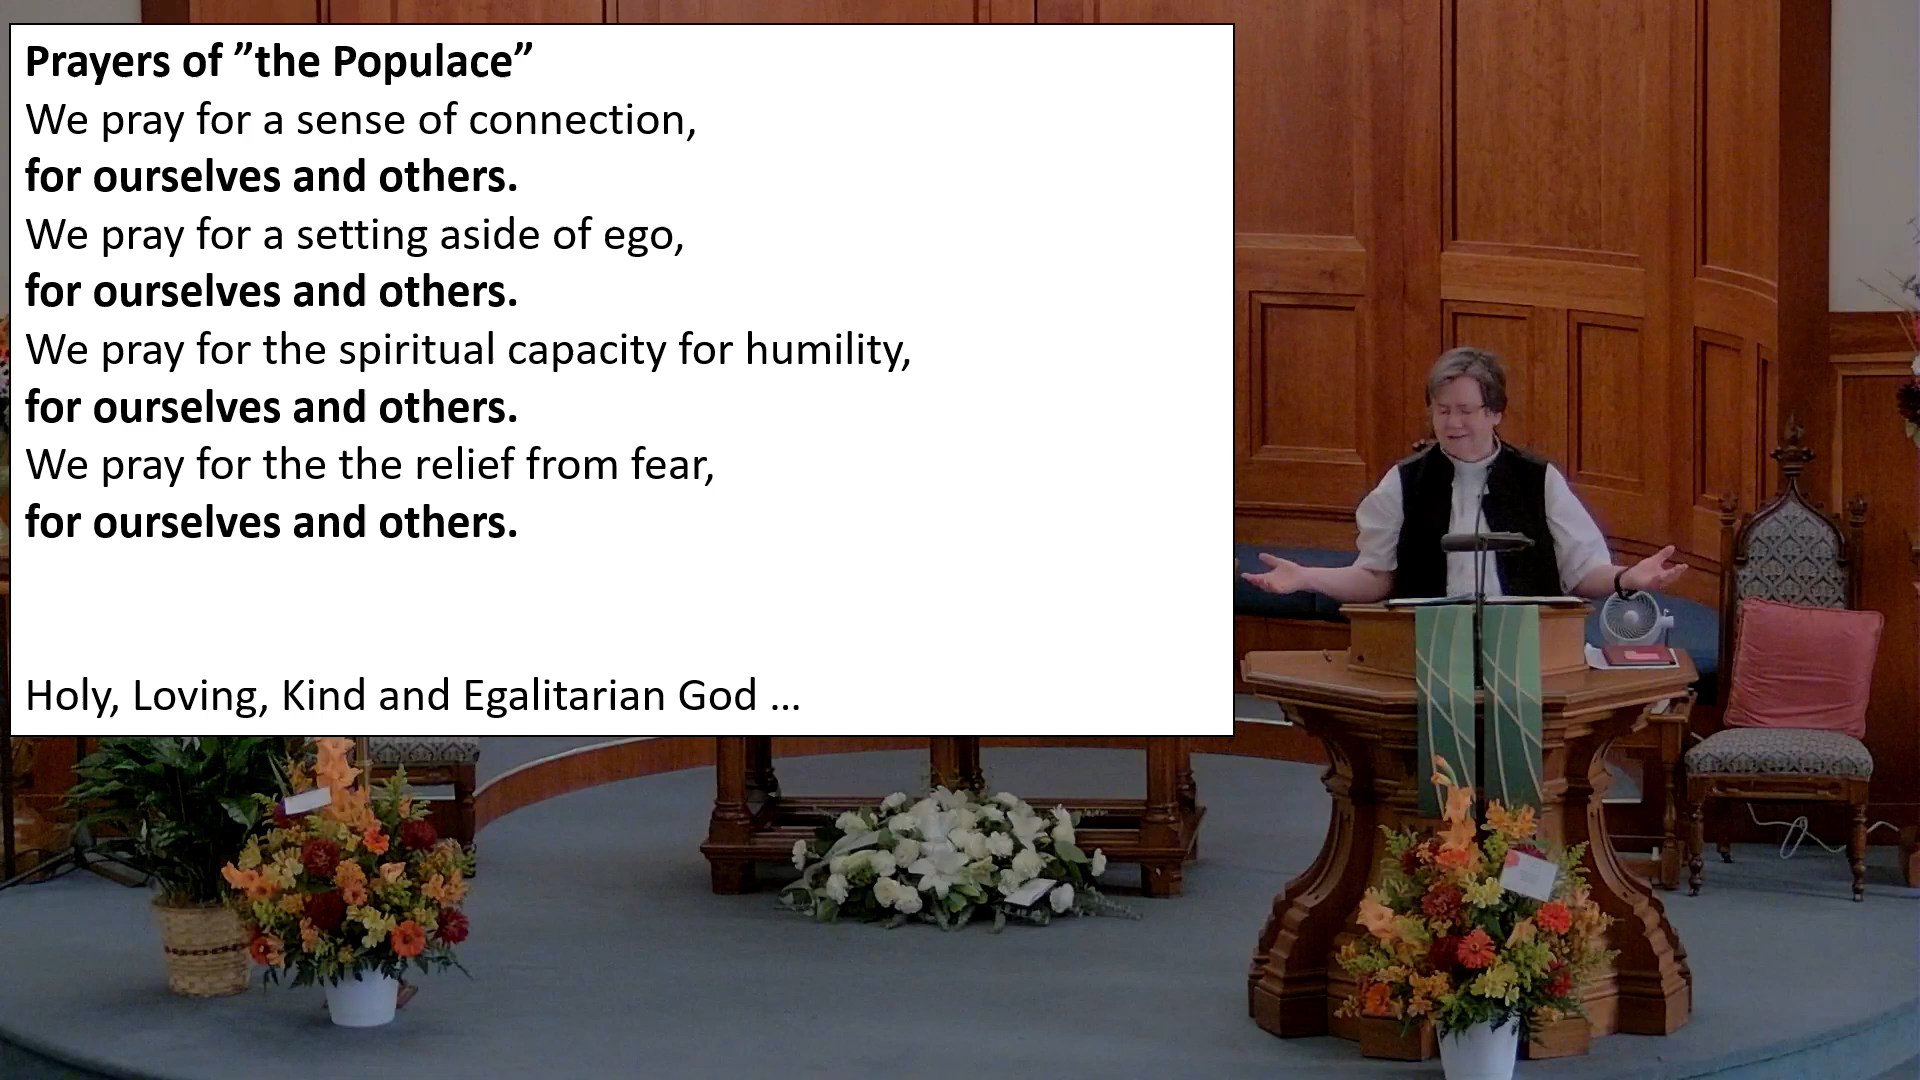 Prayers of ”the Populace”
We pray for a sense of connection,
for ourselves and others.
We pray for a setting aside of ego,
for ourselves and others.
We pray for the spiritual capacity for humility,
for ourselves and others.
We pray for the the relief from fear,
for ourselves and others.
Holy, Loving, Kind and Egalitarian God ...